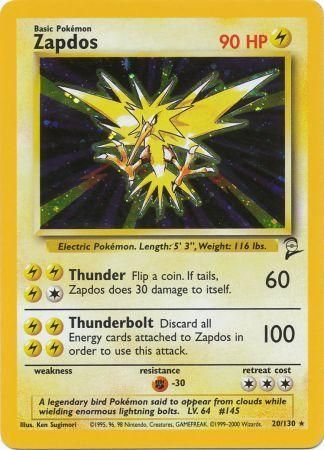 Basic Pokémon
Zapdos 90 HP
Electric Pokémon. Length: 5' 3", Weight: 116 lbs.
Thunder Flip a coin. If tails,
Zapdos does 30 damage to itself.
60
Thunderbolt Discard all
Energy cards attached to Zapdos in
order to use this attack.
100
weakness resistance retreat cost
-30
A legendary bird Pokémon said to appear from clouds while
wielding enormous lightning bolts. LV. 64 #145
Illus. Ken Sugimori ©1995, 96, 98 Nintendo, Creatures, GAMEFREAK. ©1999-2000 Wizards. 20/130 ★